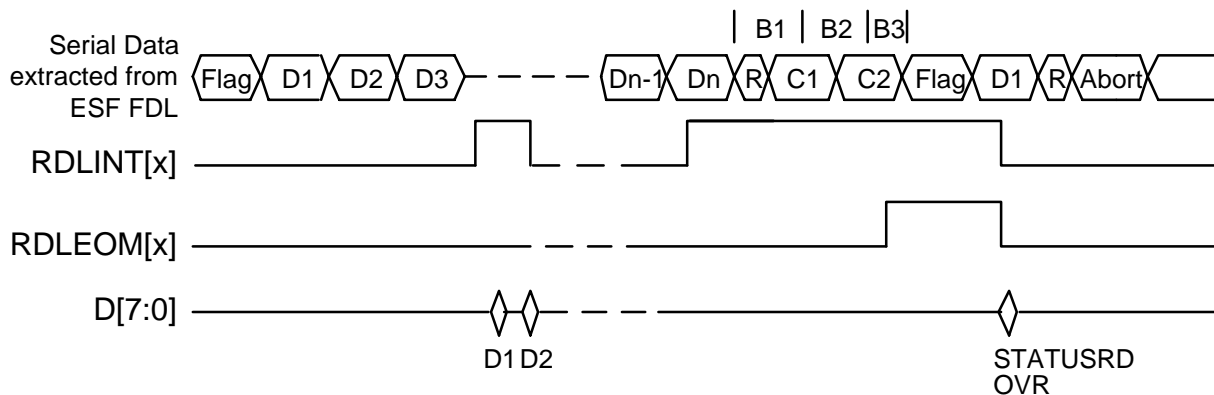 B1 B2 B3
Serial Data
extracted from
ESF FDL
Flag D1 D2 D3 Dn-1 Dn R C1 C2 Flag D1 R Abort
RDLINT[x]
RDLEOM[x]
D[7:0]
D1 D2
STATUSRD
OVR